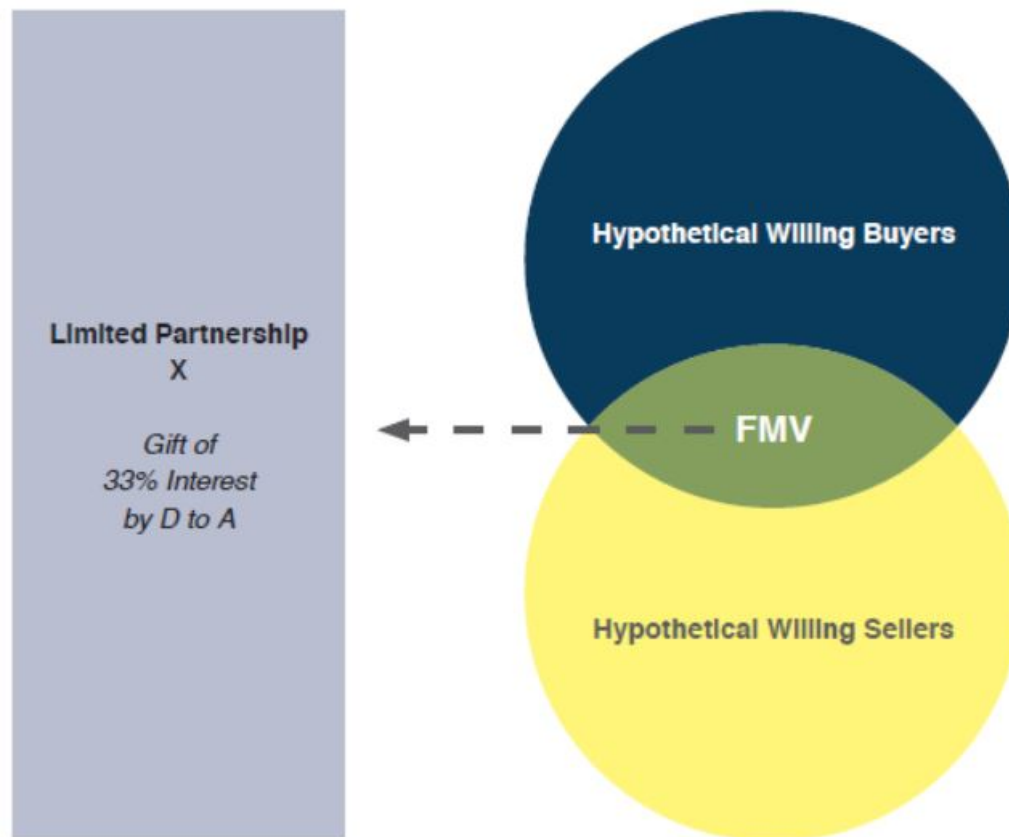 Limited Partnership
X
Gift of
33% Interest
by D to A
Hypothetical Willing Buyers
FMV
Hypothetical Willing Sellers